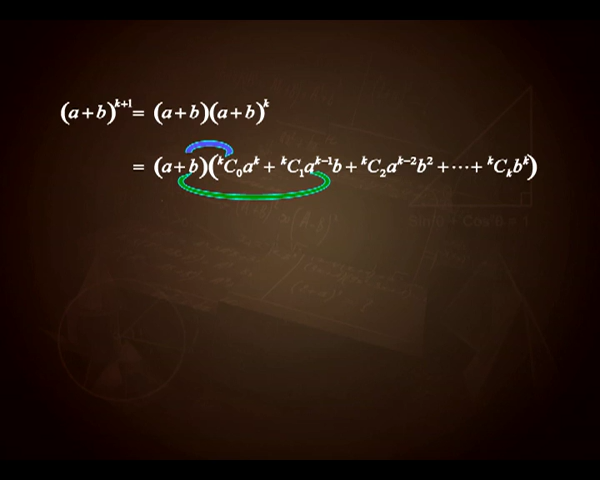 (a+b)^{k+1} = (a+b)(a+b)^k
= (a+b)(^kC_0a^k + ^kC_1a^{k-1}b + ^kC_2a^{k-2}b^2 + ⋯ + ^kC_kb^k)